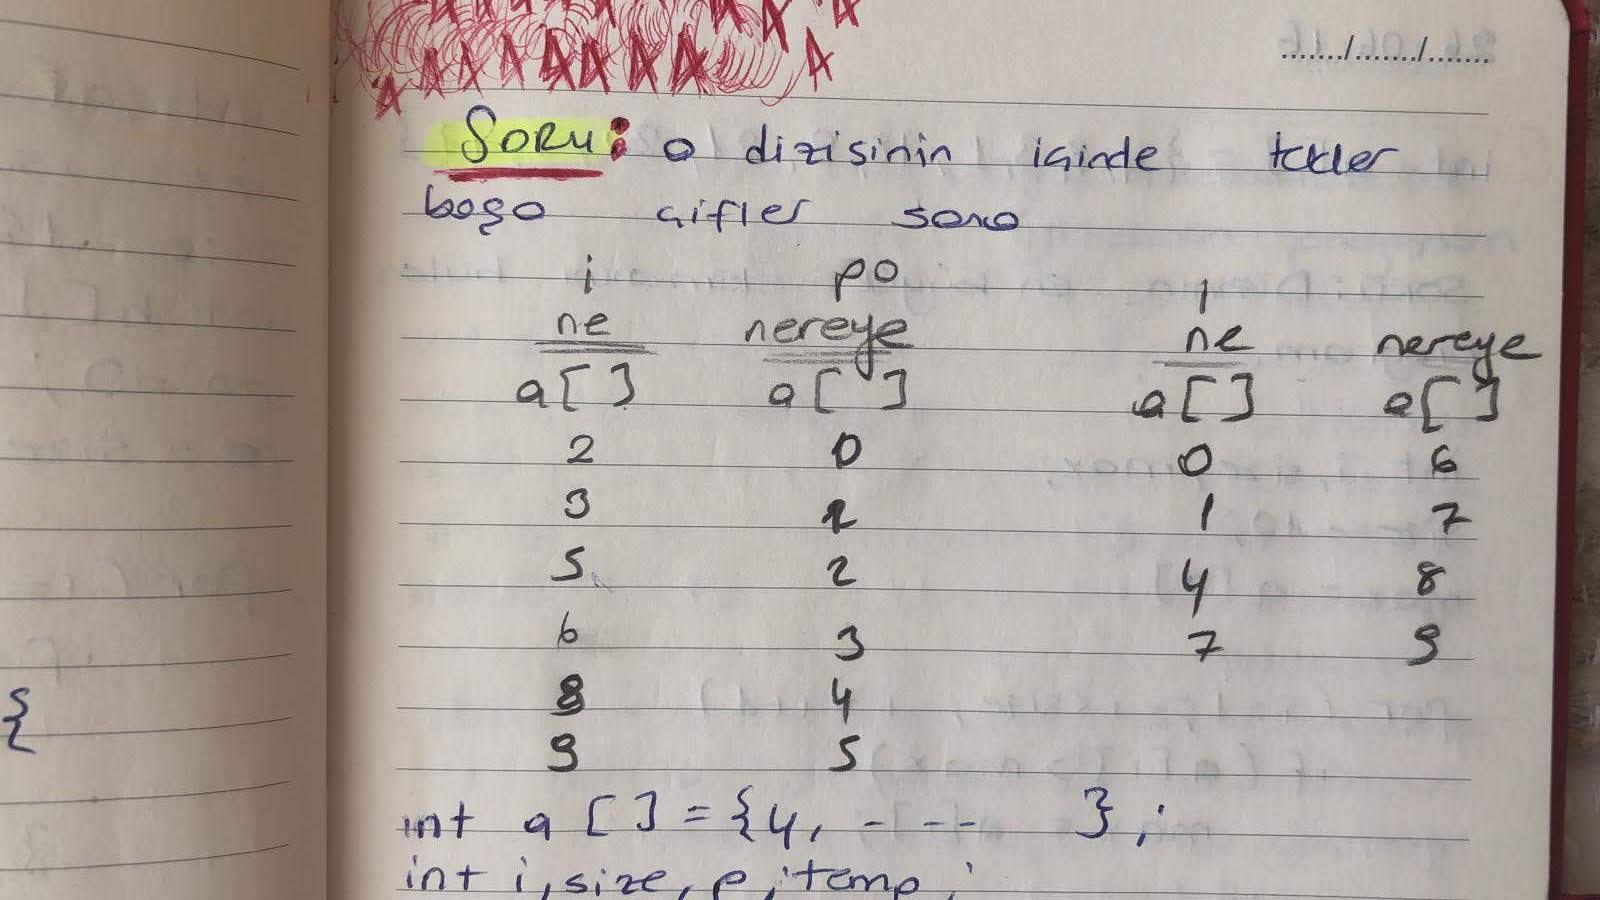 SORU: a dizisinin içinde tekler
başa çiftler sona
i po i
ne nereye ne nereye
a[ ] a[ ] a[ ] a[ ]
2 0 0 6
3 1 1 7
5 2 4 8
6 3 7 9
8 4
9 5
int a [ ] = {4, - - - - };
int i, size, p, temp;